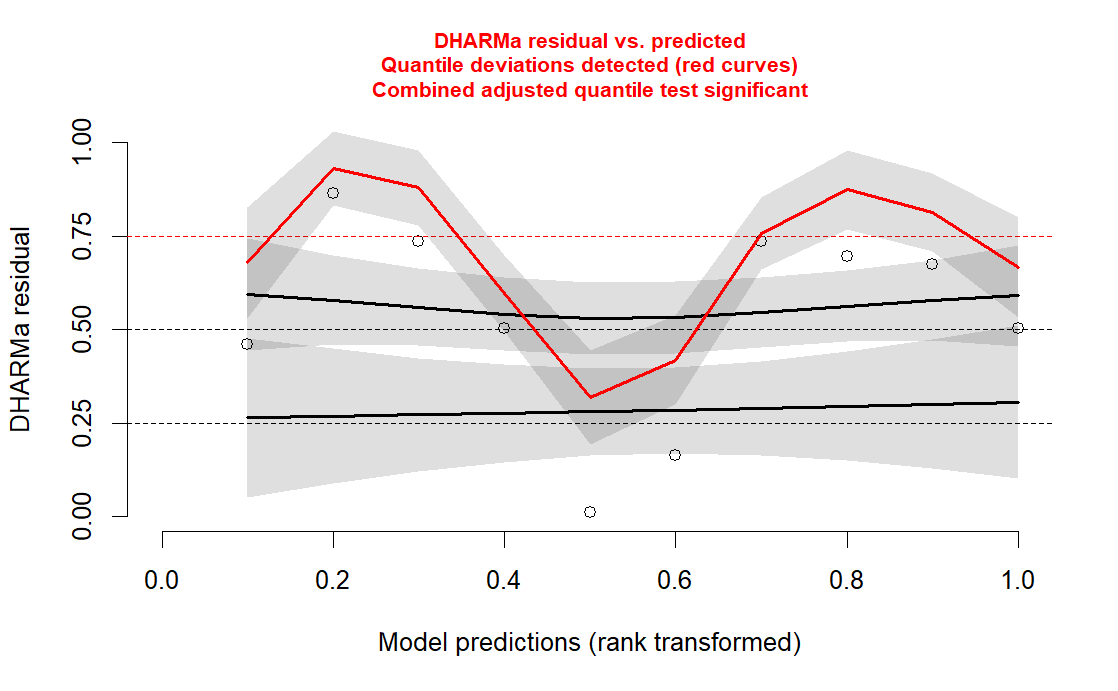 DHARMa residual vs. predicted
Quantile deviations detected (red curves)
Combined adjusted quantile test significant
DHARMa residual
1.00
0.75
0.50
0.25
0.00
0.0 0.2 0.4 0.6 0.8 1.0
Model predictions (rank transformed)